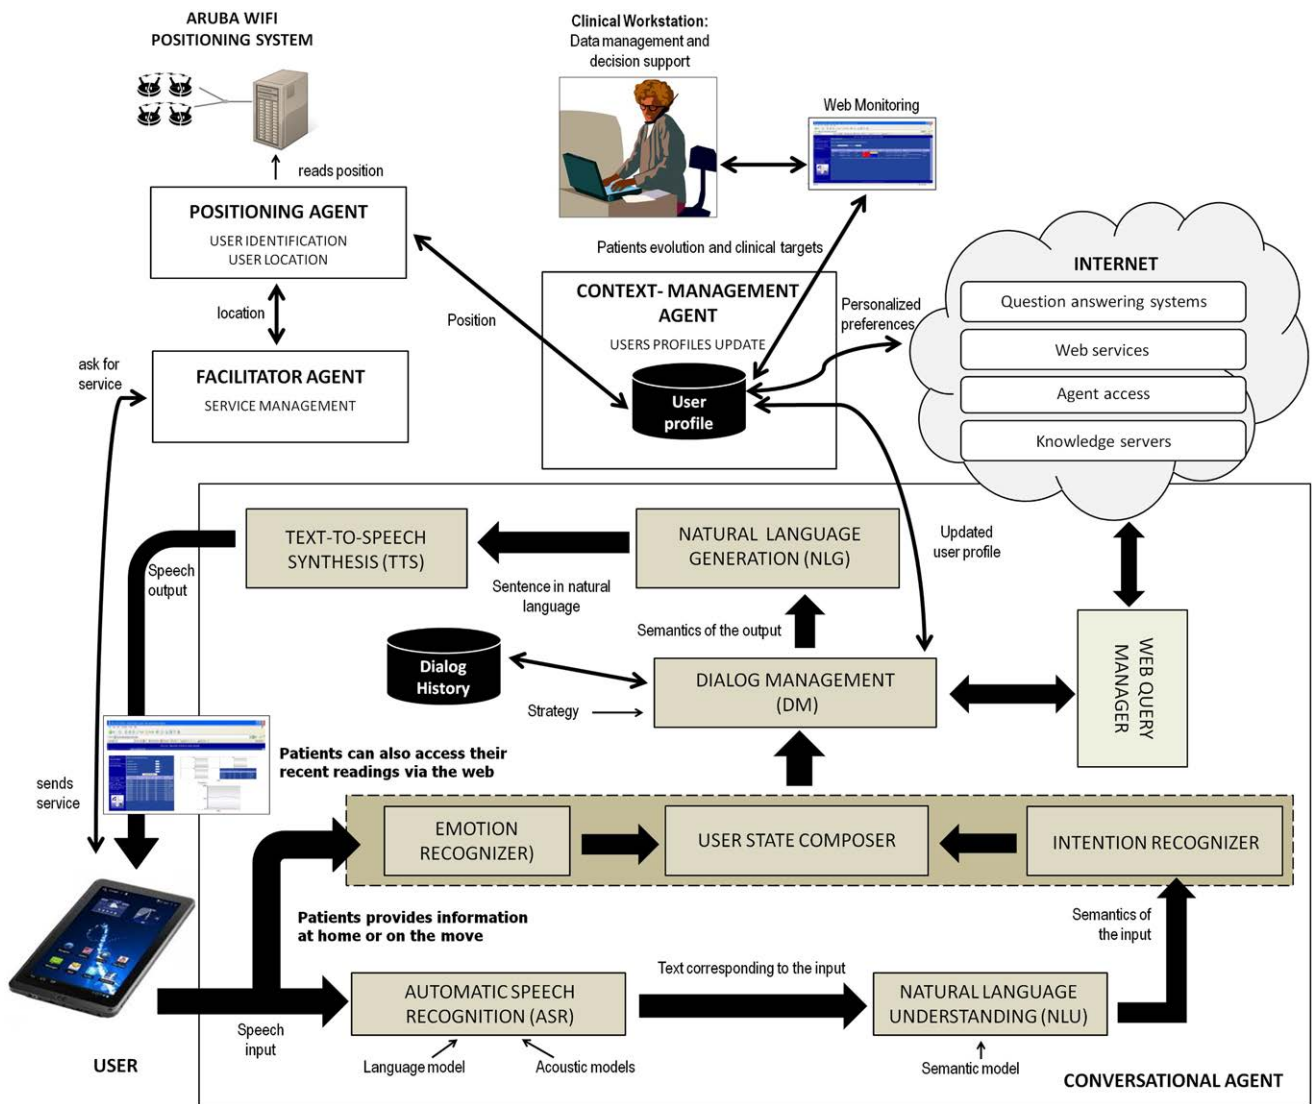 ARUBA WIFI
POSITIONING SYSTEM
Clinical Workstation:
Data management and
decision support
Web Monitoring
reads position
POSITIONING AGENT
USER IDENTIFICATION
USER LOCATION
Patients evolution and clinical targets
location
Position
CONTEXT- MANAGEMENT
AGENT
USERS PROFILES UPDATE
User
profile
Personalized
preferences
INTERNET
Question answering systems
Web services
Agent access
Knowledge servers
ask for
service
FACILITATOR AGENT
SERVICE MANAGEMENT
TEXT-TO-SPEECH
SYNTHESIS (TTS)
NATURAL LANGUAGE
GENERATION (NLG)
Updated
user profile
Speech
output
Sentence in natural
language
Semantics of the output
Dialog
History
DIALOG MANAGEMENT
(DM)
WEB QUERY
MANAGER
Strategy
Patients can also access their
recent readings via the web
sends
service
EMOTION
RECOGNIZER)
USER STATE COMPOSER
INTENTION RECOGNIZER
Patients provides information
at home or on the move
Semantics of
the input
Text corresponding to the input
AUTOMATIC SPEECH
RECOGNITION (ASR)
NATURAL LANGUAGE
UNDERSTANDING (NLU)
Speech
input
USER
Language model
Acoustic models
Semantic model
CONVERSATIONAL AGENT